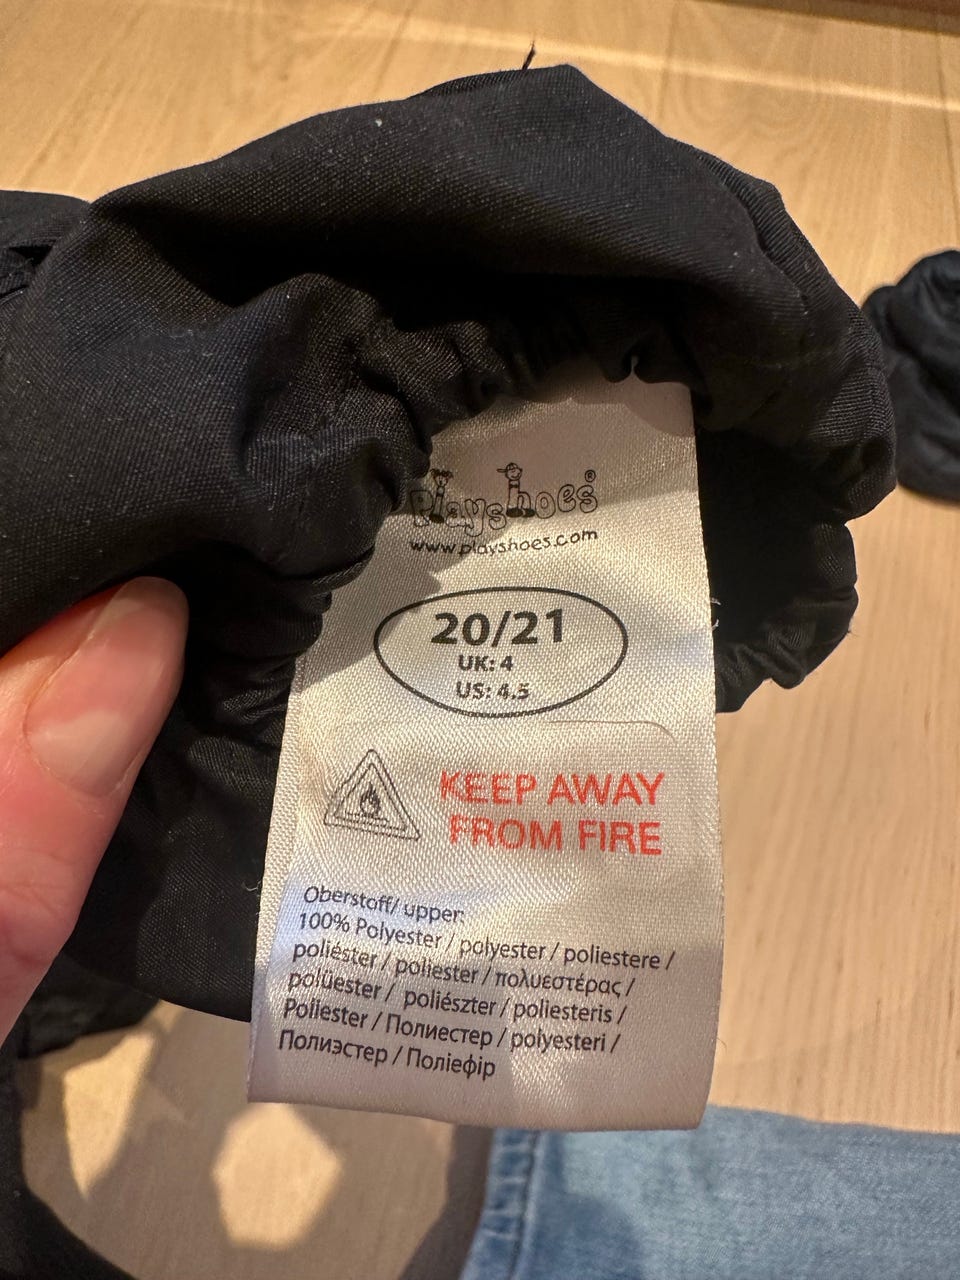 playshoes®
www.playshoes.com
20/21
UK: 4
US: 4.5
KEEP AWAY
FROM FIRE
Oberstoff/ upper:
100% Polyester / polyester / poliestere /
poliéster / poliester / πολυεστέρας /
polüester / poliészter / poliesteris /
Poliester / Полиестер / polyesteri /
Полиэстер / Поліефір